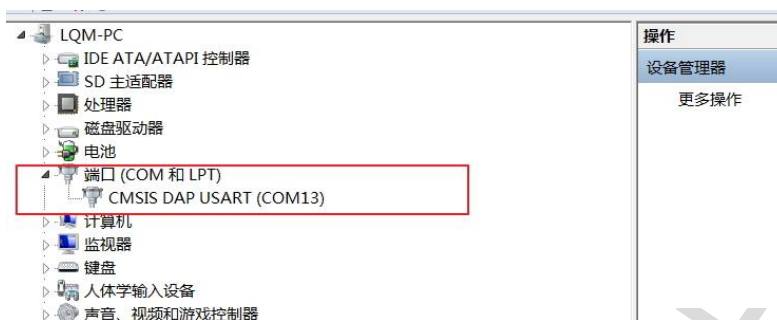 LQM-PC
IDE ATA/ATAPI 控制器
SD 主适配器
处理器
磁盘驱动器
电池
端口 (COM 和 LPT)
CMSIS DAP USART (COM13)
计算机
监视器
键盘
人体学输入设备
声音、视频和游戏控制器
操作
设备管理器
更多操作